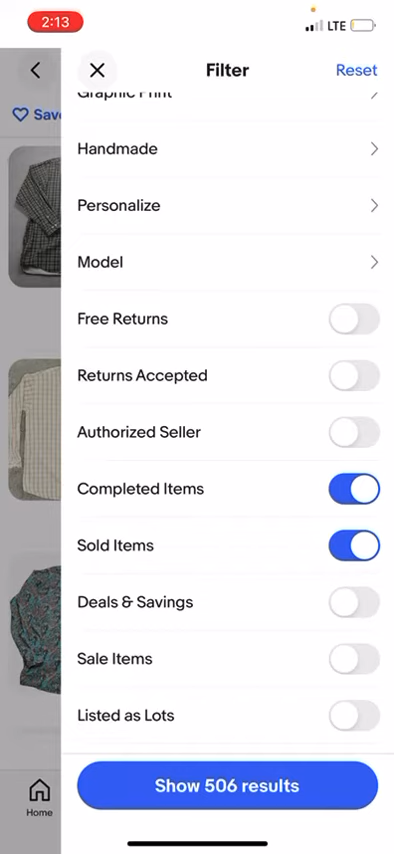 2:13
LTE
Filter
Reset
Save
Graphic Print
Handmade
Personalize
Model
Free Returns
Returns Accepted
Authorized Seller
Completed Items
Sold Items
Deals & Savings
Sale Items
Listed as Lots
Show 506 results
Home